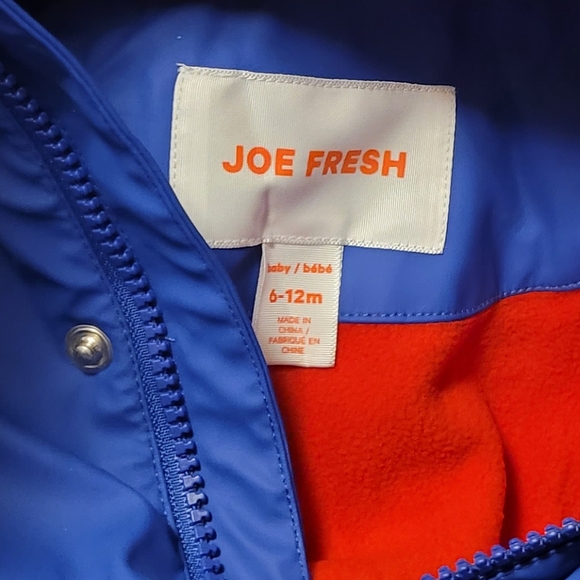 JOE FRESH
baby / bébé
6-12m
MADE IN
CHINA /
FABRIQUÉ EN
CHINE